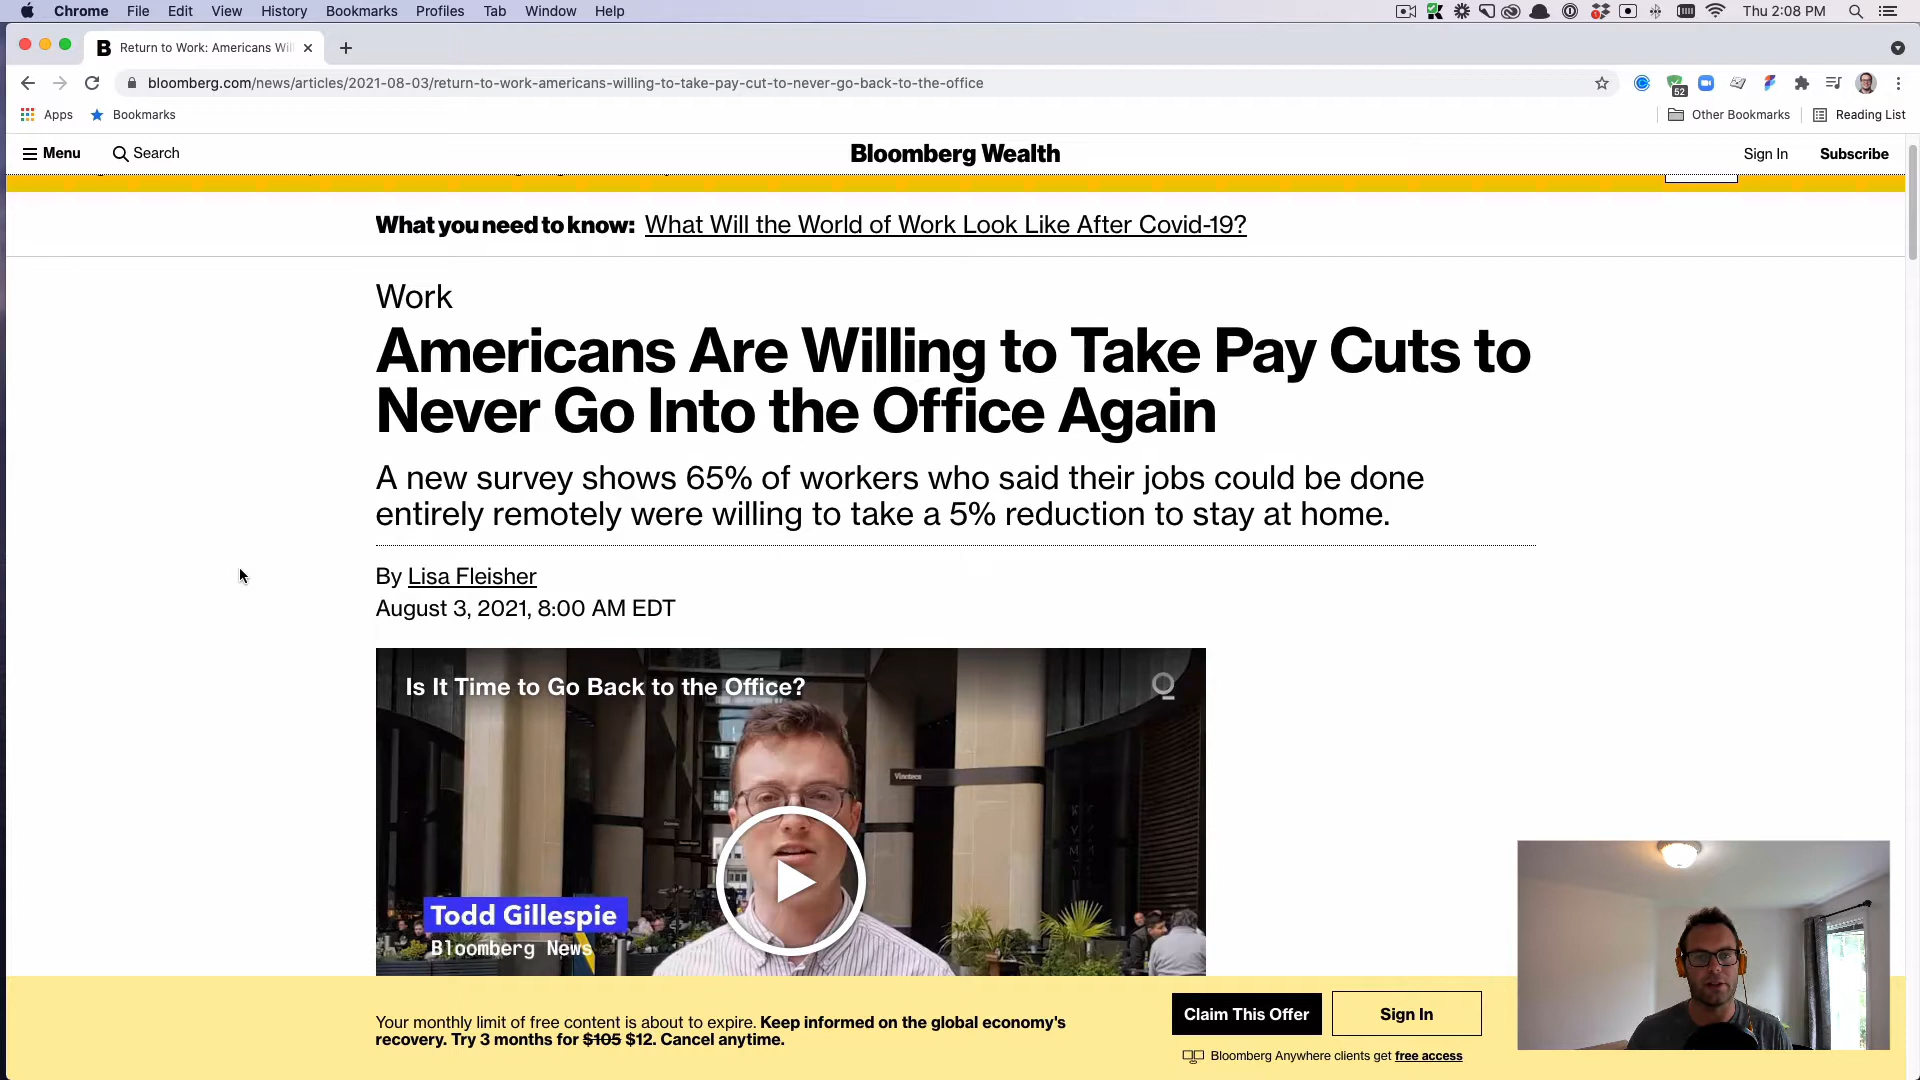 Chrome File Edit View History Bookmarks Profiles Tab Window Help
Thu 2:08 PM
Return to Work: Americans Wil
bloomberg.com/news/articles/2021-08-03/return-to-work-americans-willing-to-take-pay-cut-to-never-go-back-to-the-office
52
Apps Bookmarks
Other Bookmarks Reading List
Menu Search
Bloomberg Wealth
Sign In Subscribe
What you need to know: What Will the World of Work Look Like After Covid-19?
Work
Americans Are Willing to Take Pay Cuts to
Never Go Into the Office Again
A new survey shows 65% of workers who said their jobs could be done
entirely remotely were willing to take a 5% reduction to stay at home.
By Lisa Fleisher
August 3, 2021, 8:00 AM EDT
Is It Time to Go Back to the Office?
Vinoteca
Todd Gillespie
Bloomberg News
Your monthly limit of free content is about to expire. Keep informed on the global economy's
recovery. Try 3 months for $105 $12. Cancel anytime.
Claim This Offer
Sign In
Bloomberg Anywhere clients get free access